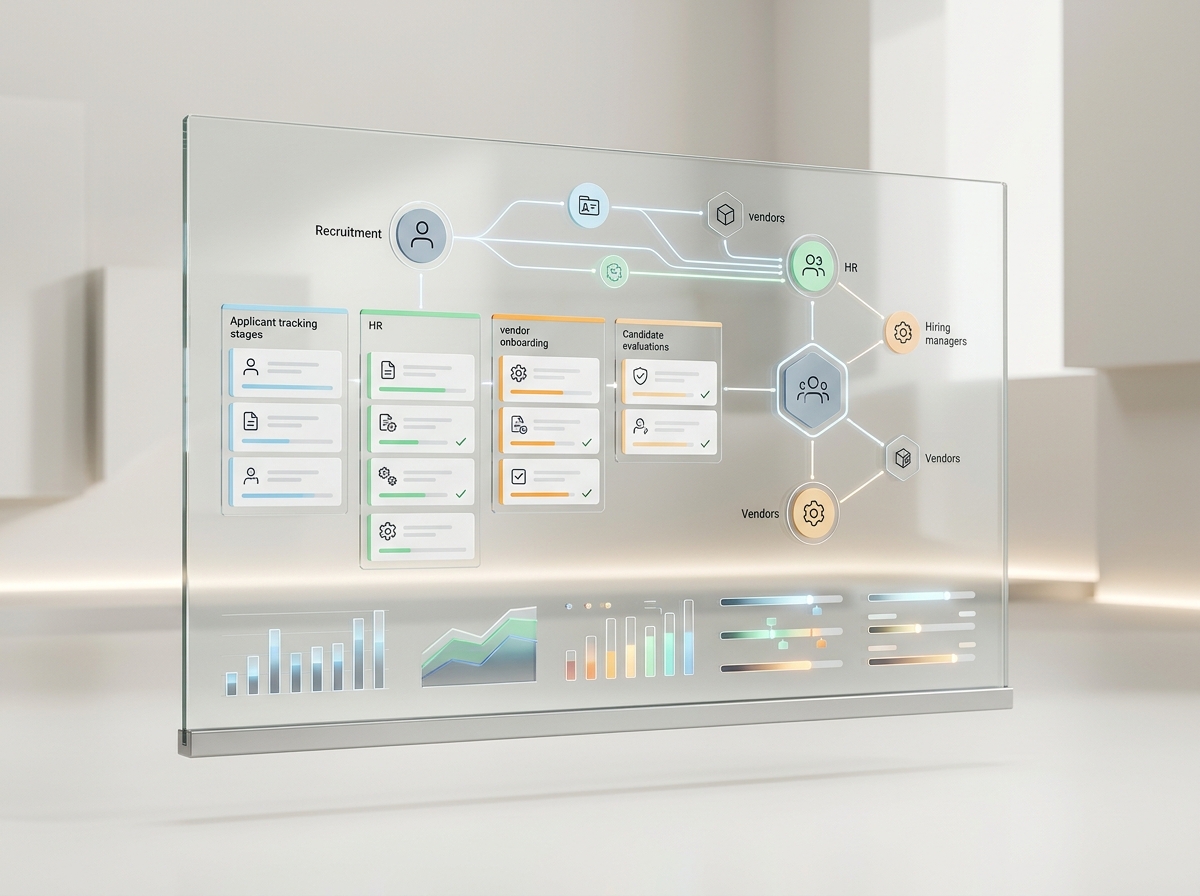 Recruitment
vendors
HR
Hiring
managers
Applicant tracking
stages
HR
vendor
onboarding
Candidate
evaluations
Vendors
Vendors